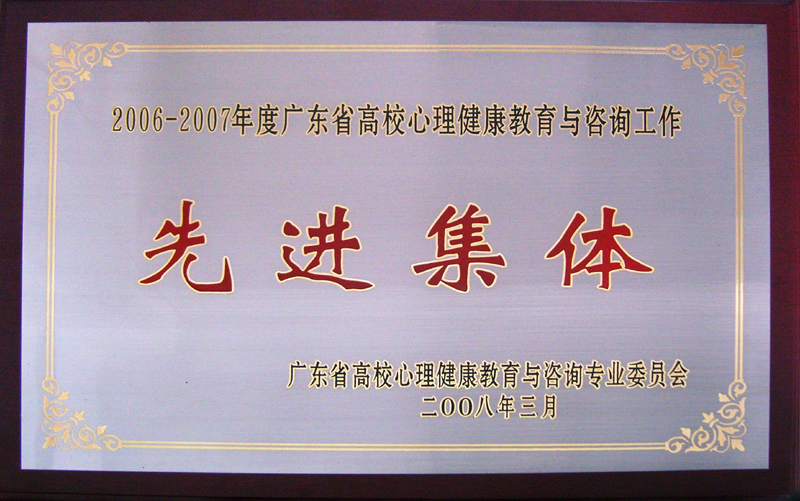 2006-2007年度广东省高校心理健康教育与咨询工作
先进集体
广东省高校心理健康教育与咨询专业委员会
二OO八年三月